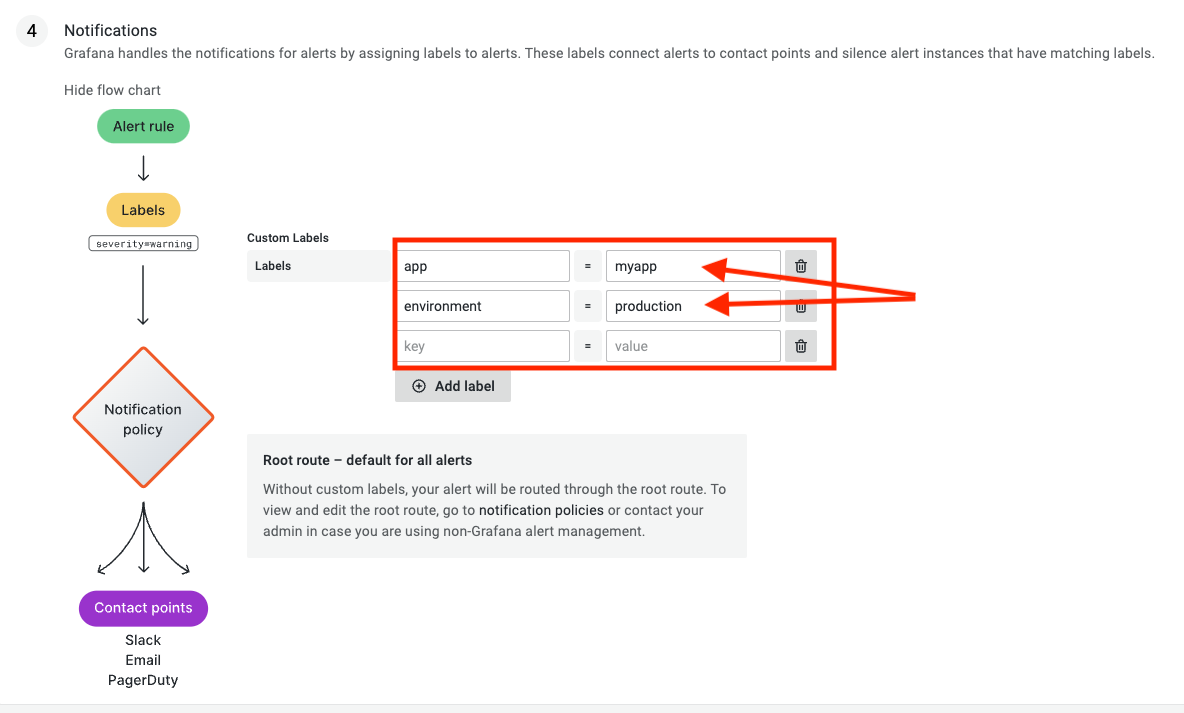 4
Notifications
Grafana handles the notifications for alerts by assigning labels to alerts. These labels connect alerts to contact points and silence alert instances that have matching labels.
Hide flow chart
Alert rule
Labels
severity=warning
Notification
policy
Contact points
Slack
Email
PagerDuty
Custom Labels
Labels
app = myapp
environment = production
key = value
Add label
Root route – default for all alerts
Without custom labels, your alert will be routed through the root route. To
view and edit the root route, go to notification policies or contact your
admin in case you are using non-Grafana alert management.